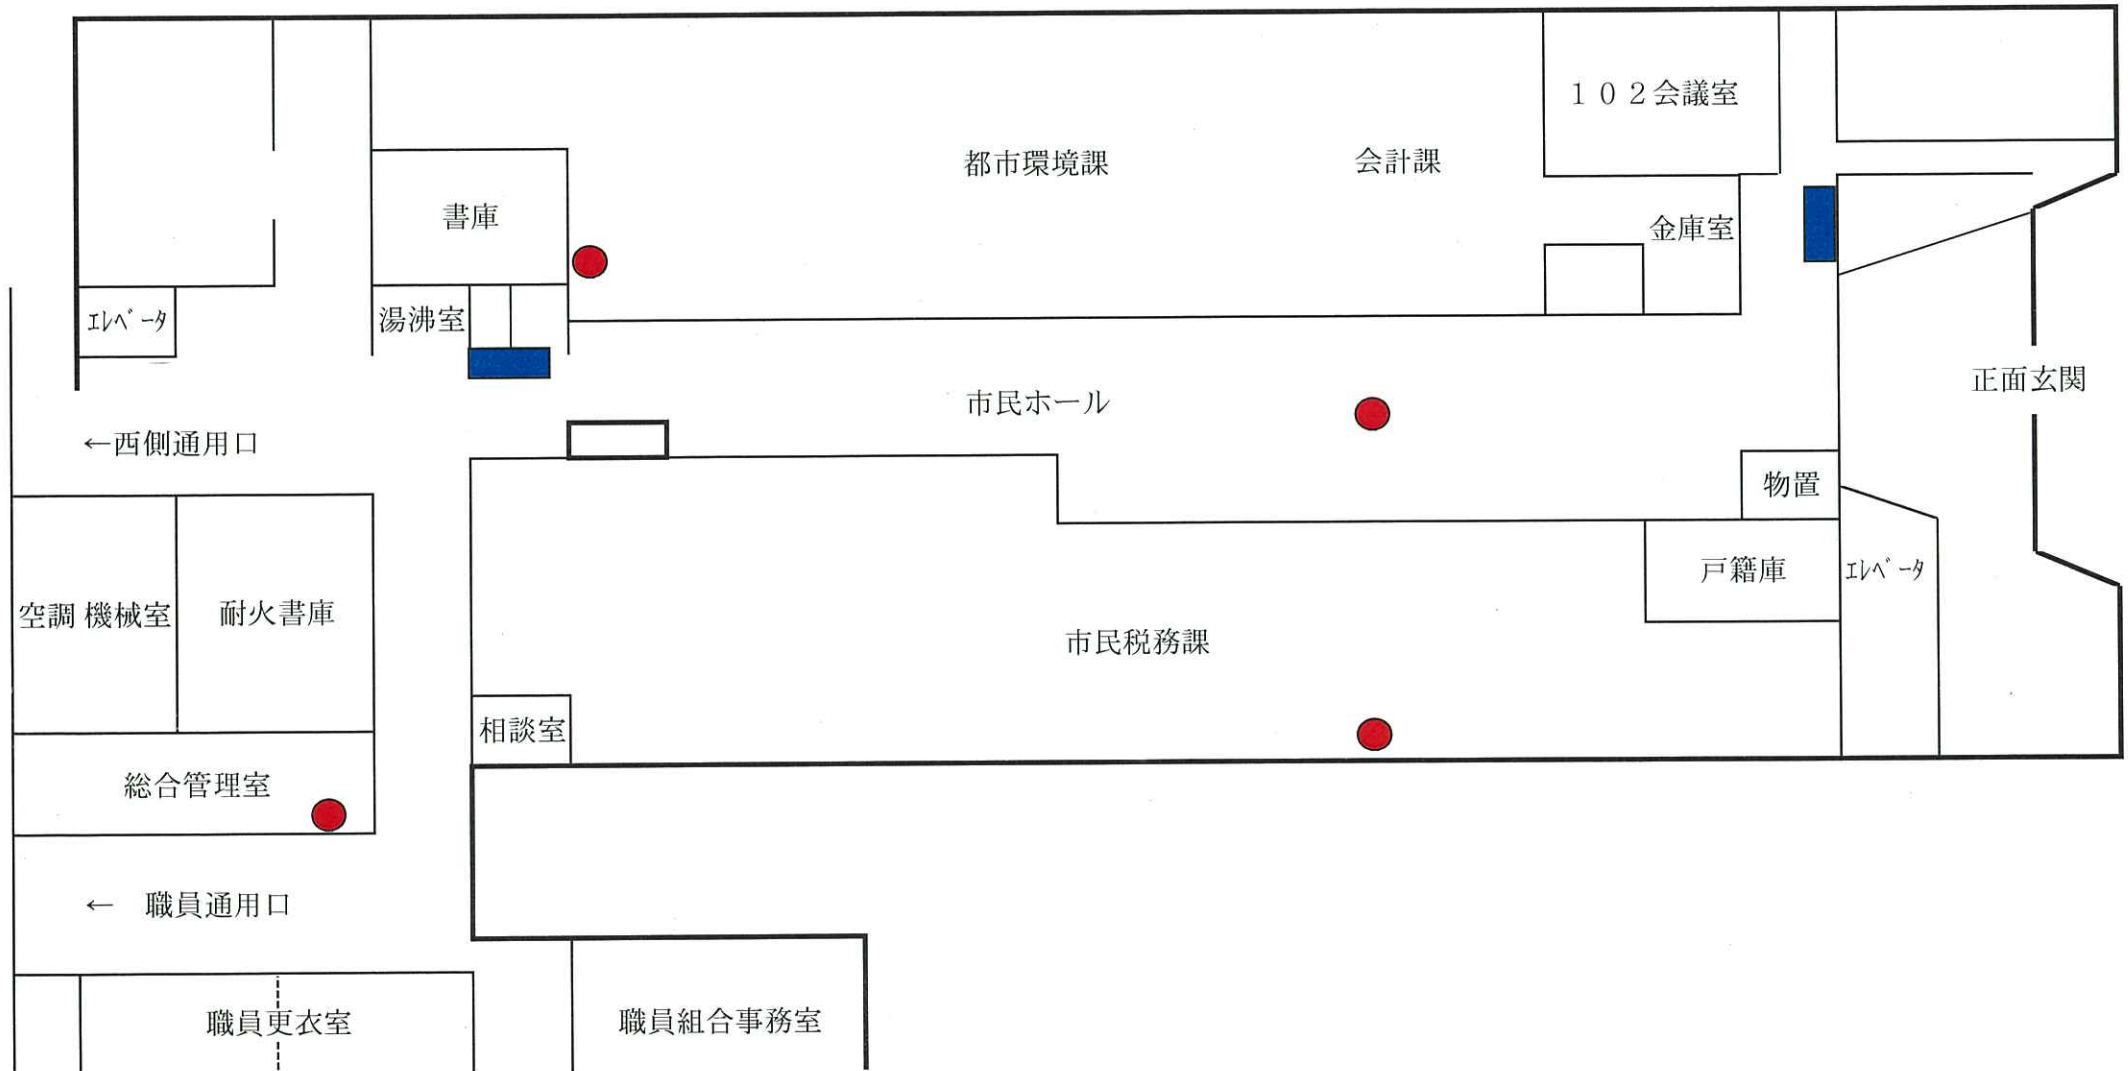 １０２会議室
都市環境課
会計課
書庫
金庫室
ｴﾚﾍﾞｰﾀ
湯沸室
正面玄関
市民ホール
←西側通用口
物置
戸籍庫
ｴﾚﾍﾞｰﾀ
空調 機械室
耐火書庫
市民税務課
相談室
総合管理室
← 職員通用口
職員更衣室
職員組合事務室